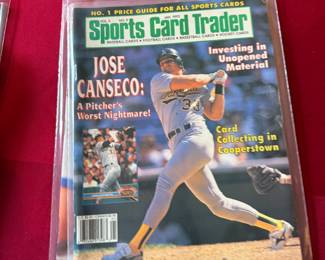 NO. 1 PRICE GUIDE FOR ALL SPORTS CARDS
Sports Card Trader
BASEBALL CARDS • FOOTBALL CARDS • BASKETBALL CARDS • HOCKEY CARDS
JOSE
CANSECO:
A Pitcher's
Worst Nightmare!
Investing in
Unopened
Material
34
Card
Collecting in
Cooperstown